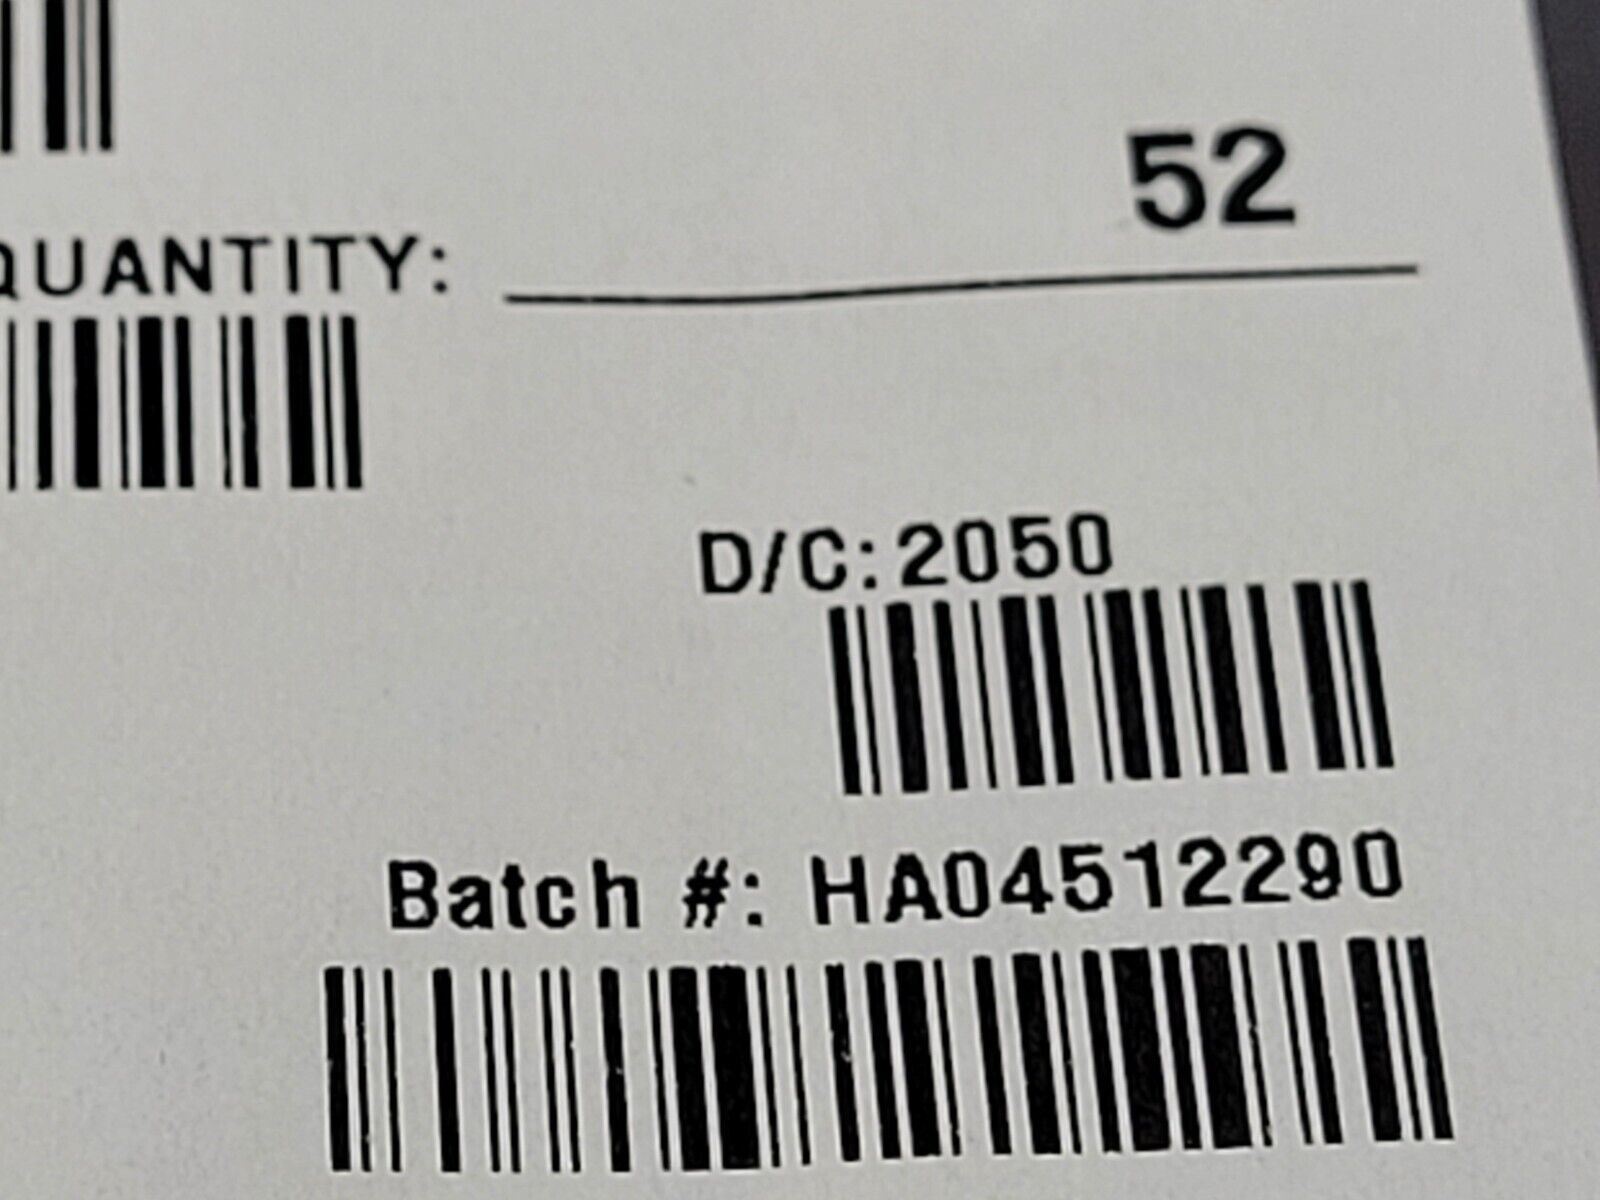 52
QUANTITY:
D/C:2050
Batch #: HA04512290